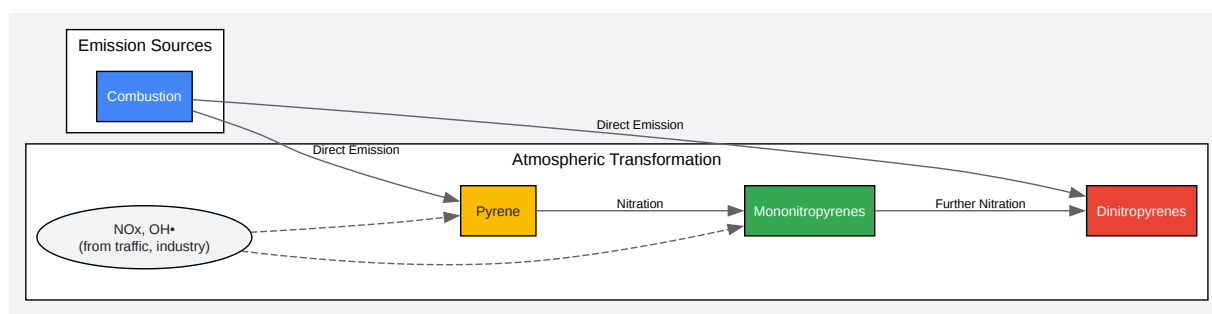 Emission Sources
Combustion
Direct Emission
Direct Emission
Atmospheric Transformation
Pyrene
Nitration
Mononitropyrenes
Further Nitration
Dinitropyrenes
NOx, OH•
(from traffic, industry)